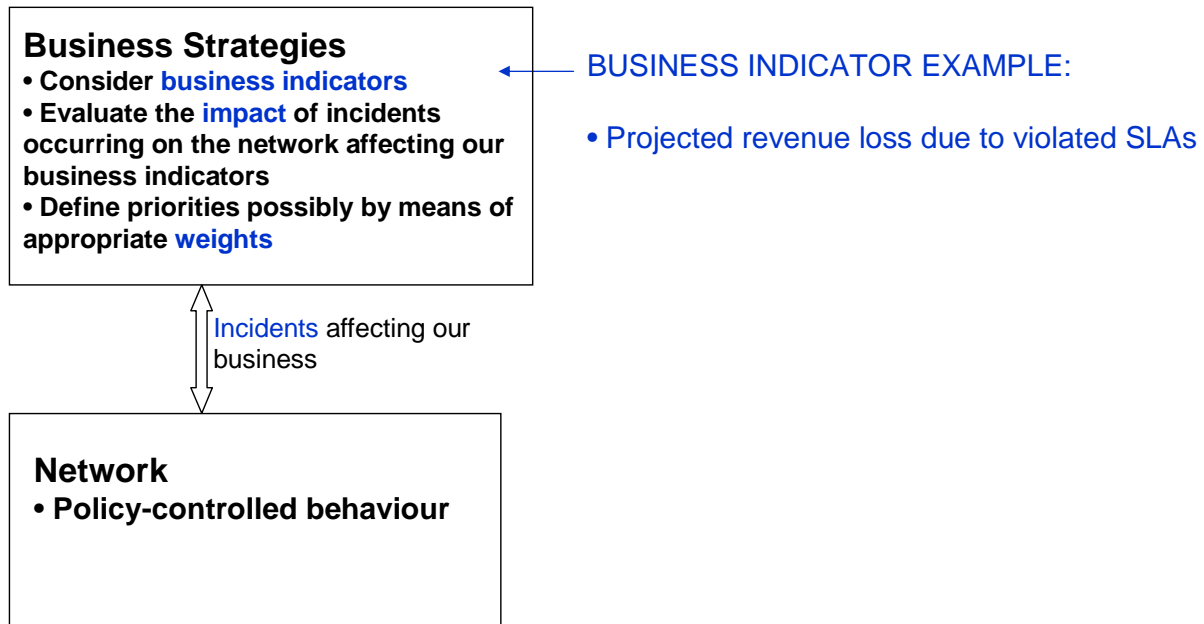 Business Strategies
• Consider business indicators
• Evaluate the impact of incidents
occurring on the network affecting our
business indicators
• Define priorities possibly by means of
appropriate weights
BUSINESS INDICATOR EXAMPLE:
• Projected revenue loss due to violated SLAs
Incidents affecting our
business
Network
• Policy-controlled behaviour